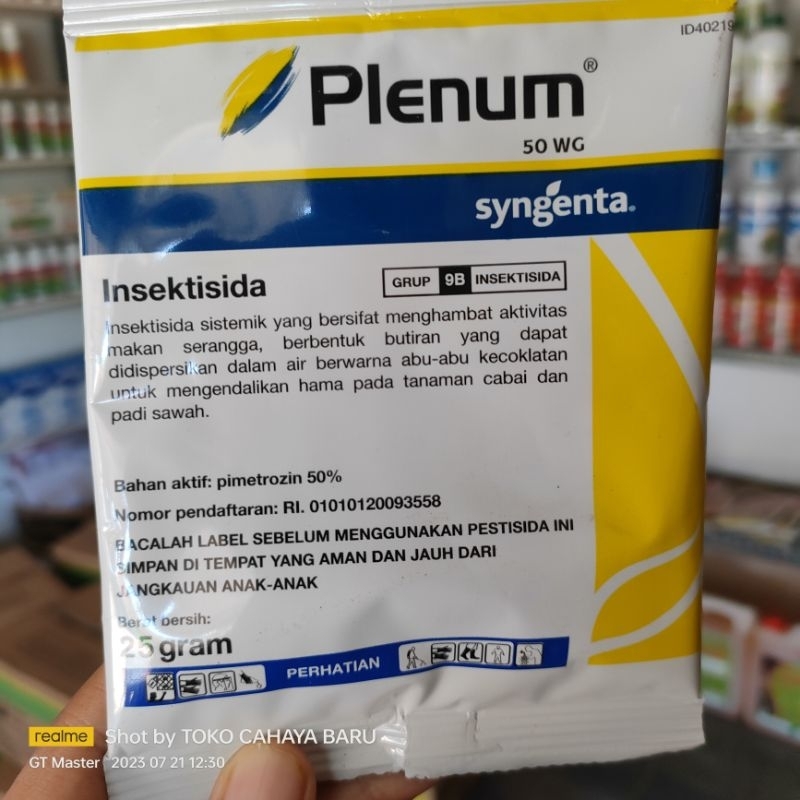 ID40219
Plenum®
50 WG
syngenta.
Insektisida
GRUP 9B INSEKTISIDA
Insektisida sistemik yang bersifat menghambat aktivitas
makan serangga, berbentuk butiran yang dapat
didispersikan dalam air berwarna abu-abu kecoklatan
untuk mengendalikan hama pada tanaman cabai dan
padi sawah.
Bahan aktif: pimetrozin 50%
Nomor pendaftaran: RI. 01010120093558
BACALAH LABEL SEBELUM MENGGUNAKAN PESTISIDA INI
SIMPAN DI TEMPAT YANG AMAN DAN JAUH DARI
JANGKAUAN ANAK-ANAK
Berat bersih:
25 gram
PERHATIAN
realme Shot by TOKO CAHAYA BARU
GT Master 2023 07 21 12:30